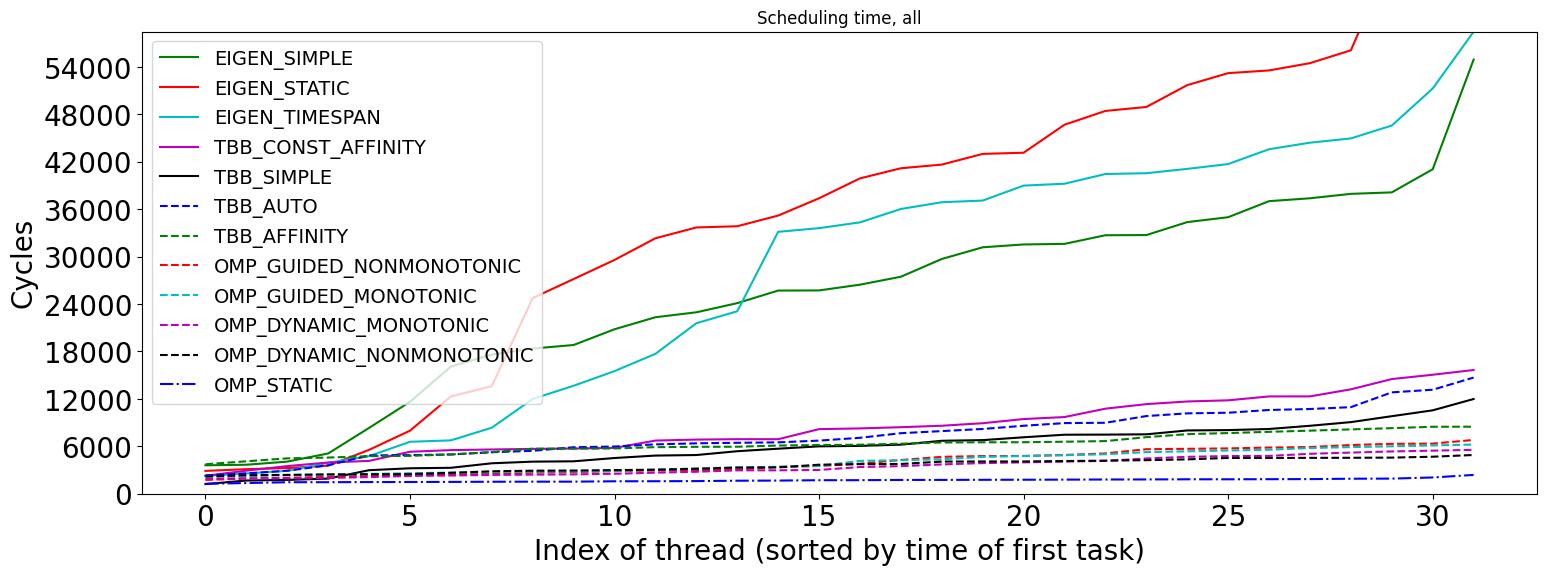 Scheduling time, all
Cycles
54000
48000
42000
36000
30000
24000
18000
12000
6000
0
EIGEN_SIMPLE
EIGEN_STATIC
EIGEN_TIMESPAN
TBB_CONST_AFFINITY
TBB_SIMPLE
TBB_AUTO
TBB_AFFINITY
OMP_GUIDED_NONMONOTONIC
OMP_GUIDED_MONOTONIC
OMP_DYNAMIC_MONOTONIC
OMP_DYNAMIC_NONMONOTONIC
OMP_STATIC
0 5 10 15 20 25 30
Index of thread (sorted by time of first task)